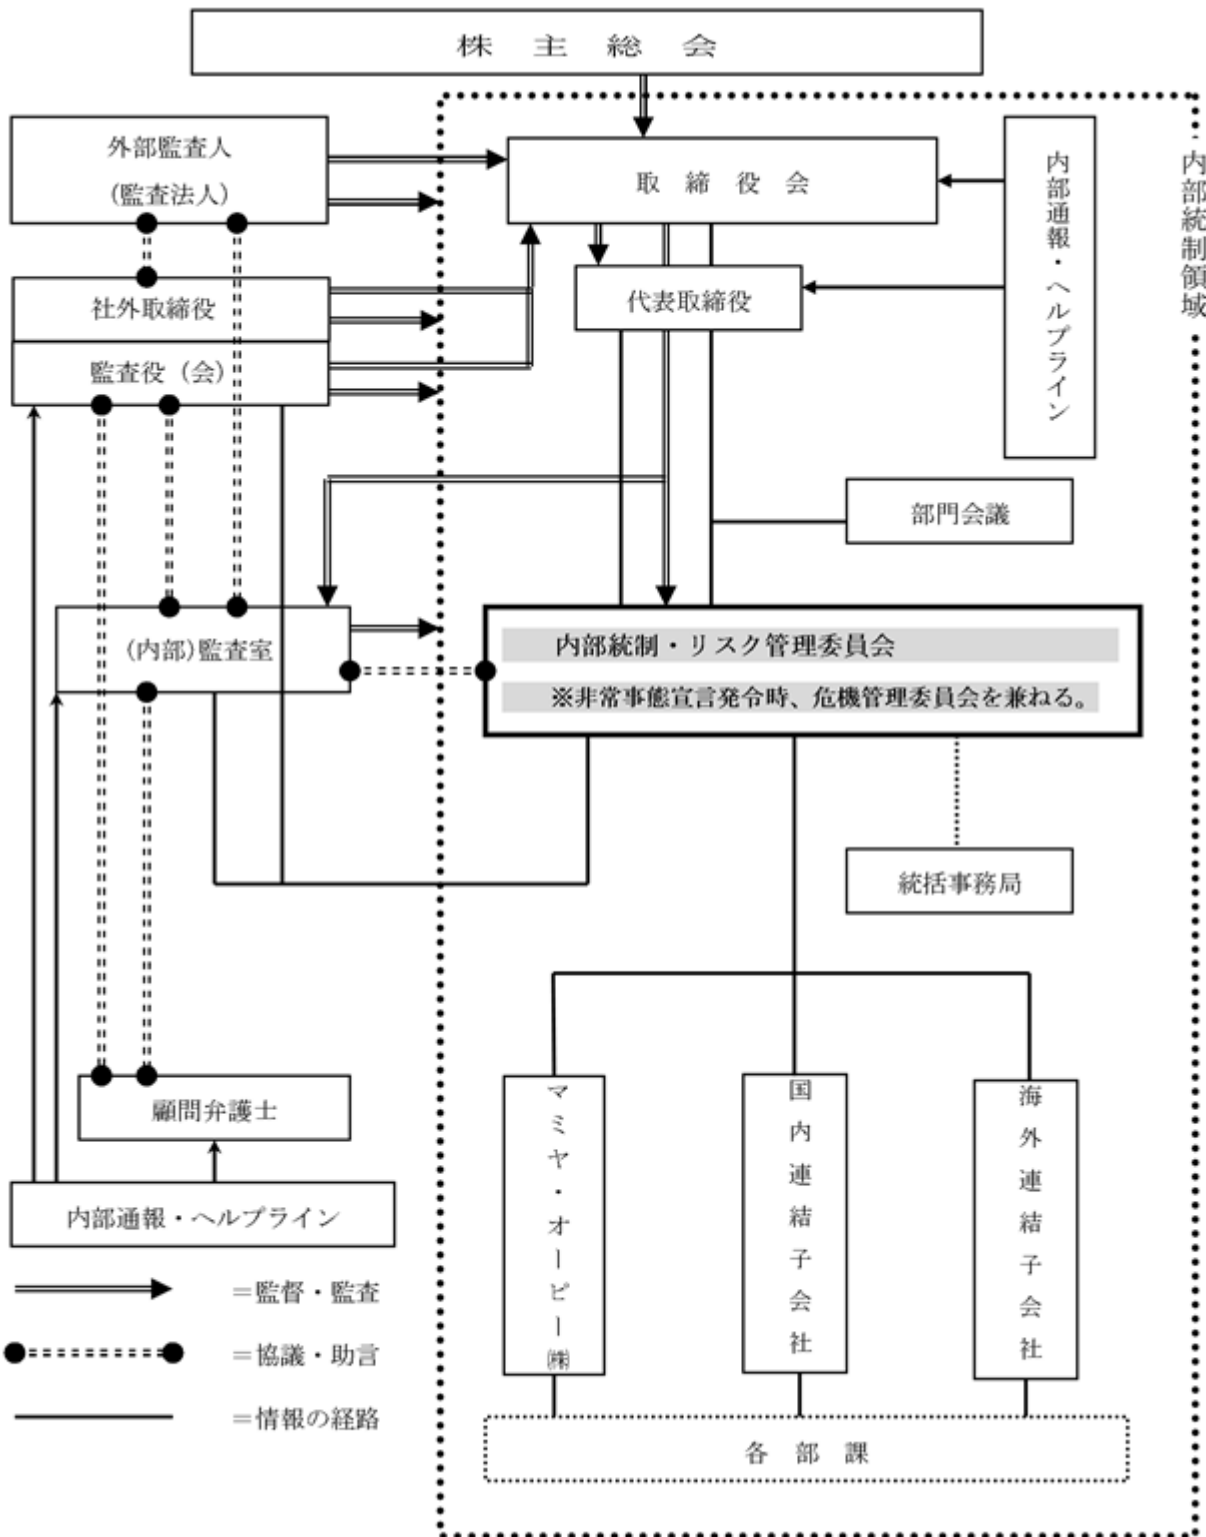 株主総会
外部監査人
(監査法人)
取締役会
内部通報・ヘルプライン
内部統制領域
社外取締役
代表取締役
監査役（会）
部門会議
(内部)監査室
内部統制・リスク管理委員会
※非常事態宣言発令時、危機管理委員会を兼ねる。
統括事務局
顧問弁護士
マミヤ・オーピー㈱
国内連結子会社
海外連結子会社
内部通報・ヘルプライン
＝監督・監査
＝協議・助言
＝情報の経路
各部課